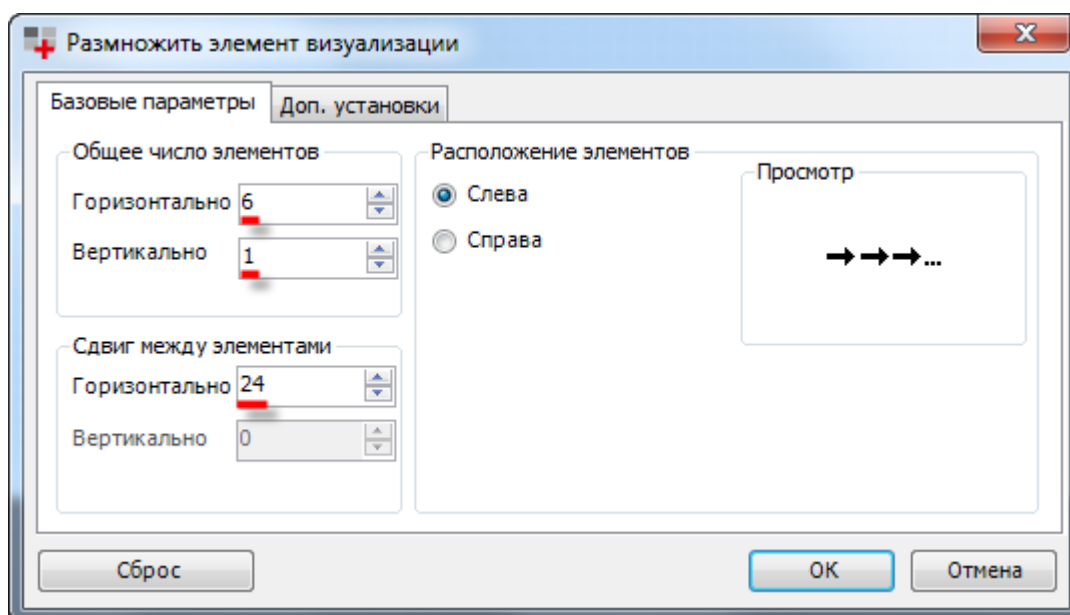 Размножить элемент визуализации
Базовые параметры
Доп. установки
Общее число элементов
Горизонтально 6
Вертикально 1
Сдвиг между элементами
Горизонтально 24
Вертикально 0
Расположение элементов
Слева
Справа
Просмотр
...
Сброс
OK
Отмена